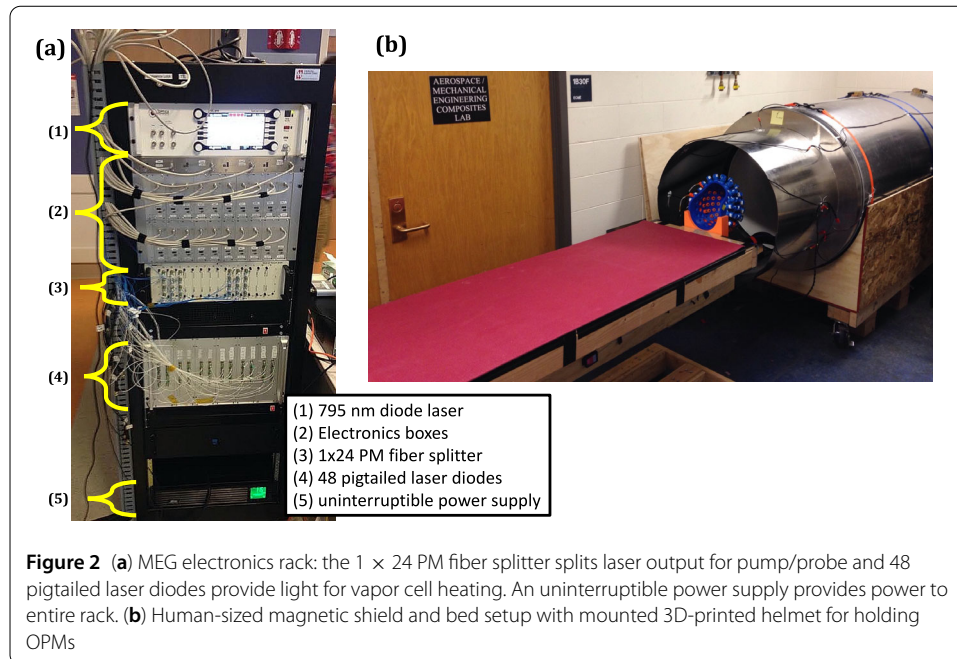 (a)
(b)
(1)
(2)
(3)
(4)
(5)
AEROSPACE /
MECHANICAL
ENGINEERING
COMPOSITES
LAB
1B30F
(1) 795 nm diode laser
(2) Electronics boxes
(3) 1x24 PM fiber splitter
(4) 48 pigtailed laser diodes
(5) uninterruptible power supply
Figure 2 (a) MEG electronics rack: the 1 × 24 PM fiber splitter splits laser output for pump/probe and 48
pigtailed laser diodes provide light for vapor cell heating. An uninterruptible power supply provides power to
entire rack. (b) Human-sized magnetic shield and bed setup with mounted 3D-printed helmet for holding
OPMs